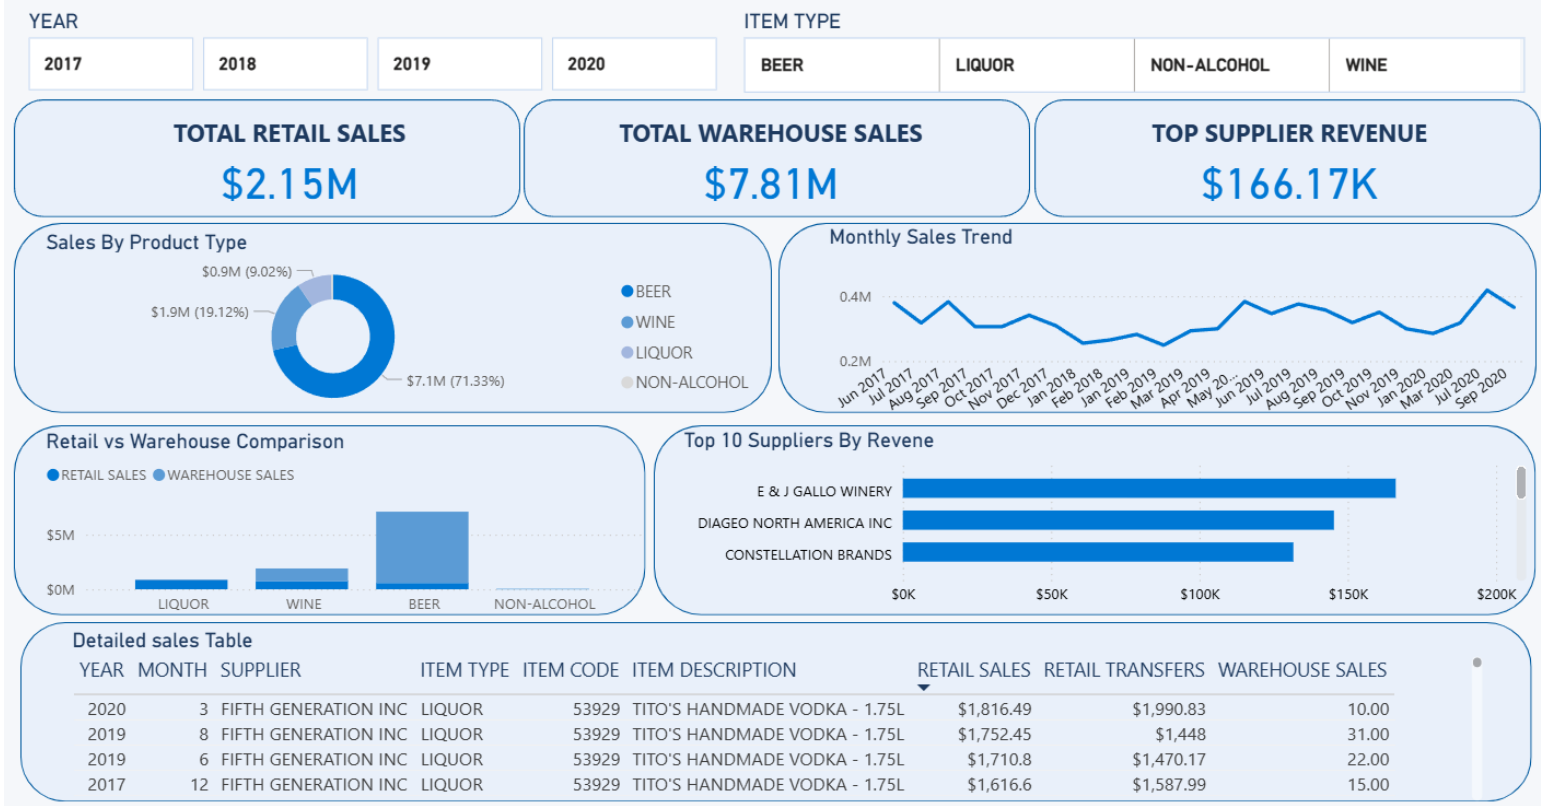 YEAR
ITEM TYPE
2017
2018
2019
2020
BEER
LIQUOR
NON-ALCOHOL
WINE
TOTAL RETAIL SALES
$2.15M
TOTAL WAREHOUSE SALES
$7.81M
TOP SUPPLIER REVENUE
$166.17K
Sales By Product Type
$0.9M (9.02%)
$1.9M (19.12%)
$7.1M (71.33%)
BEER
WINE
LIQUOR
NON-ALCOHOL
Monthly Sales Trend
0.4M
0.2M
Jun 2017
Jul 2017
Aug 2017
Sep 2017
Oct 2017
Nov 2017
Dec 2017
Jan 2018
Feb 2018
Jan 2019
Feb 2019
Mar 2019
Apr 2019
May 20...
Jun 2019
Jul 2019
Aug 2019
Sep 2019
Oct 2019
Nov 2019
Jan 2020
Mar 2020
Jul 2020
Sep 2020
Retail vs Warehouse Comparison
RETAIL SALES WAREHOUSE SALES
$5M
$0M
LIQUOR
WINE
BEER
NON-ALCOHOL
Top 10 Suppliers By Revene
E & J GALLO WINERY
DIAGEO NORTH AMERICA INC
CONSTELLATION BRANDS
$0K
$50K
$100K
$150K
$200K
Detailed sales Table
YEAR MONTH SUPPLIER ITEM TYPE ITEM CODE ITEM DESCRIPTION RETAIL SALES RETAIL TRANSFERS WAREHOUSE SALES
2020 3 FIFTH GENERATION INC LIQUOR 53929 TITO'S HANDMADE VODKA - 1.75L $1,816.49 $1,990.83 10.00
2019 8 FIFTH GENERATION INC LIQUOR 53929 TITO'S HANDMADE VODKA - 1.75L $1,752.45 $1,448 31.00
2019 6 FIFTH GENERATION INC LIQUOR 53929 TITO'S HANDMADE VODKA - 1.75L $1,710.8 $1,470.17 22.00
2017 12 FIFTH GENERATION INC LIQUOR 53929 TITO'S HANDMADE VODKA - 1.75L $1,616.6 $1,587.99 15.00